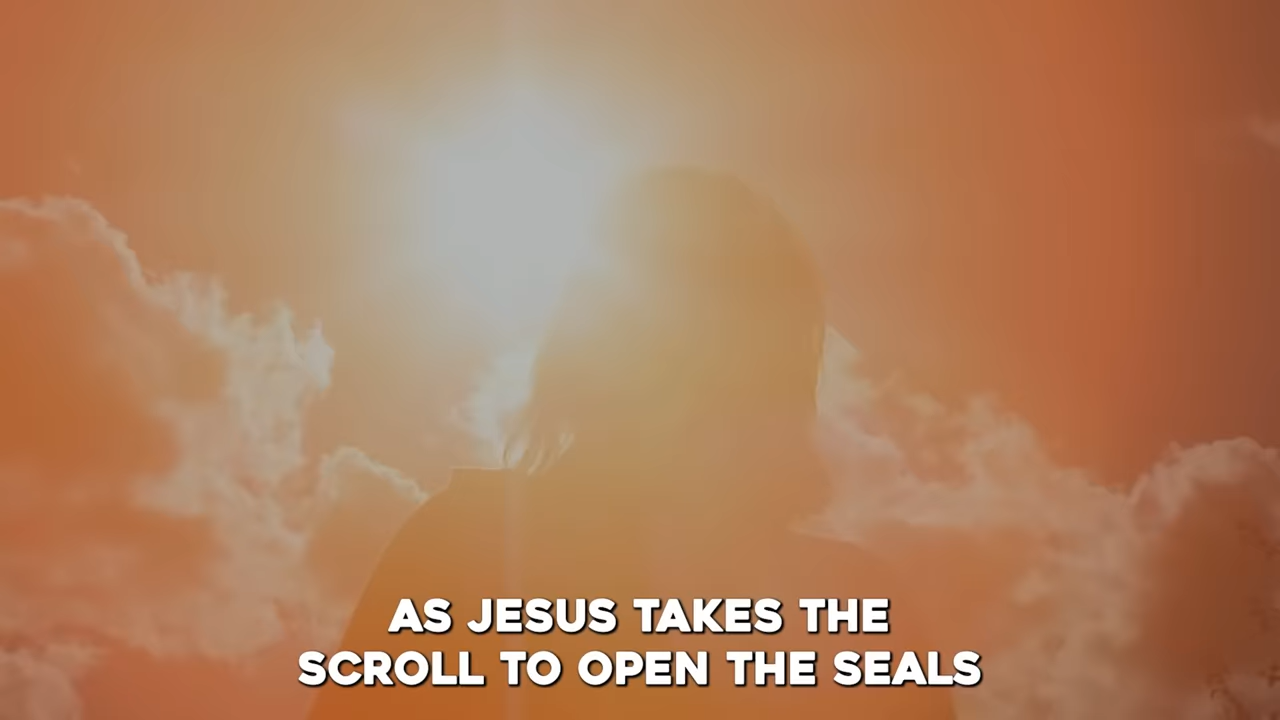 AS JESUS TAKES THE
SCROLL TO OPEN THE SEALS